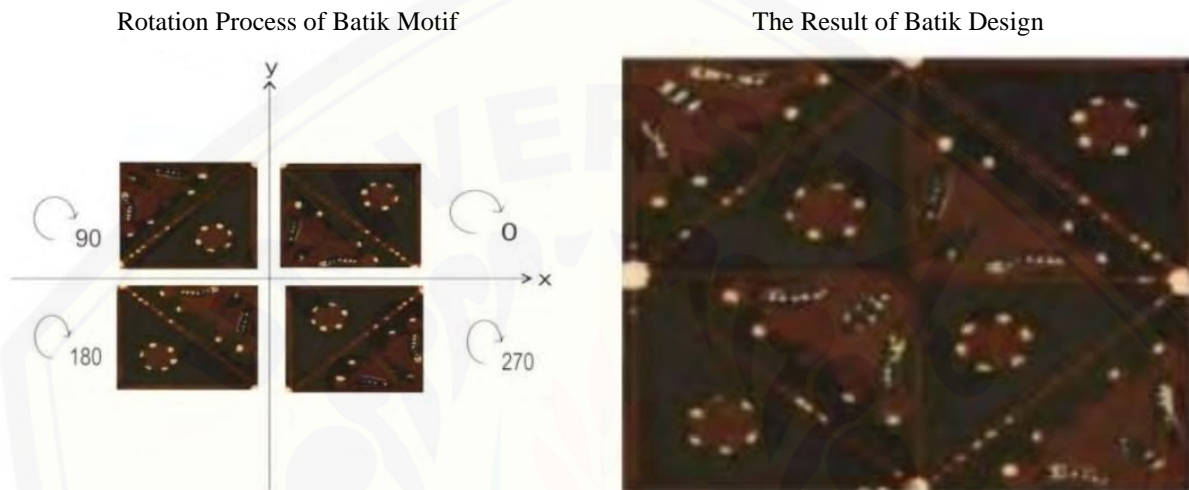 Rotation Process of Batik Motif
The Result of Batik Design
y
90
0
x
180
270